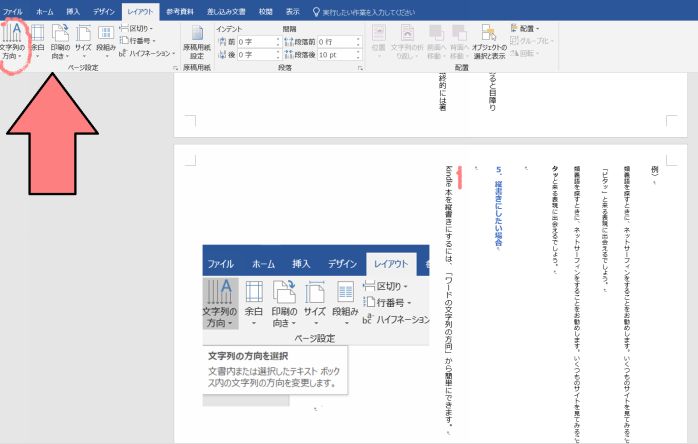 ファイル ホーム 挿入 デザイン レイアウト 参考資料 差し込み文書 校閲 表示 実行したい作業を入力してください
文字列の方向 余白 印刷の向き サイズ 段組み 区切り 行番号 ハイフネーション
ページ設定
原稿用紙設定
原稿用紙
インデント 間隔
前 0 字 段落前 0 行
後 0 字 段落後 10 pt
段落
位置 文字列の折り返し 前面へ移動 背面へ移動 オブジェクトの選択と表示 配置 グループ化 回転
配置
ると目障り
終的には著
例)
類義語を探すときに、ネットサーフィンをすることをお勧めします。いくつものサイトを見てみること
「ピタッ」と来る表現に出会えるでしょう。
類義語を探すときに、ネットサーフィンをすることをお勧めします。いくつものサイトを見てみること
タッと来る表現に出会えるでしょう。
5、縦書きにしたい場合
kindle 本を縦書きにするには、「ワードの文字列の方向」から簡単にできます。
ファイル ホーム 挿入 デザイン レイアウト
文字列の方向 余白 印刷の向き サイズ 段組み 区切り 行番号 ハイフネーション
ページ設定
文字列の方向を選択
文書内または選択したテキスト ボックス内の文字列の方向を変更します。